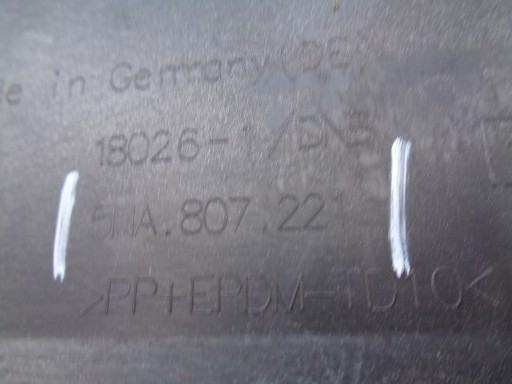 in Germany (DE)
18026-1/DNB
5NA.807.221
>PP+EPDM-TD10<